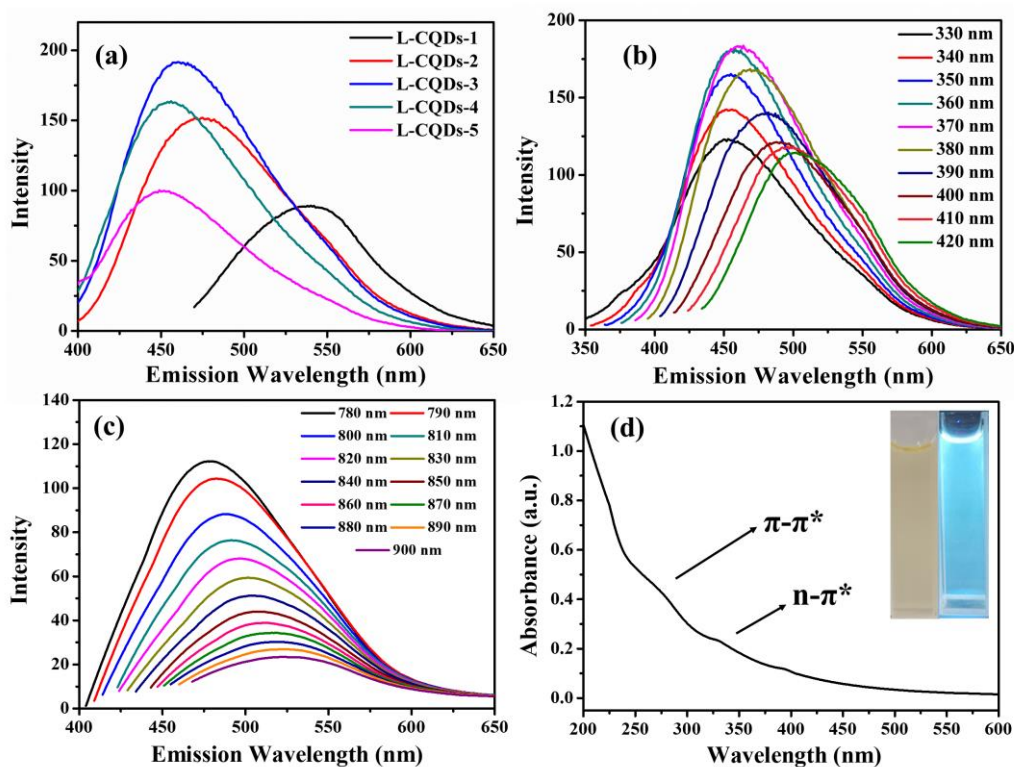 (a)
L-CQDs-1
L-CQDs-2
L-CQDs-3
L-CQDs-4
L-CQDs-5
200
150
100
50
0
Intensity
400 450 500 550 600 650
Emission Wavelength (nm)
(b)
330 nm
340 nm
350 nm
360 nm
370 nm
380 nm
390 nm
400 nm
410 nm
420 nm
200
150
100
50
0
Intensity
350 400 450 500 550 600 650
Emission Wavelength (nm)
(c)
780 nm 790 nm
800 nm 810 nm
820 nm 830 nm
840 nm 850 nm
860 nm 870 nm
880 nm 890 nm
900 nm
140
120
100
80
60
40
20
0
Intensity
400 450 500 550 600 650
Emission Wavelength (nm)
(d)
π-π*
n-π*
1.2
1.0
0.8
0.6
0.4
0.2
0.0
Absorbance (a.u.)
200 250 300 350 400 450 500 550 600
Wavelength (nm)